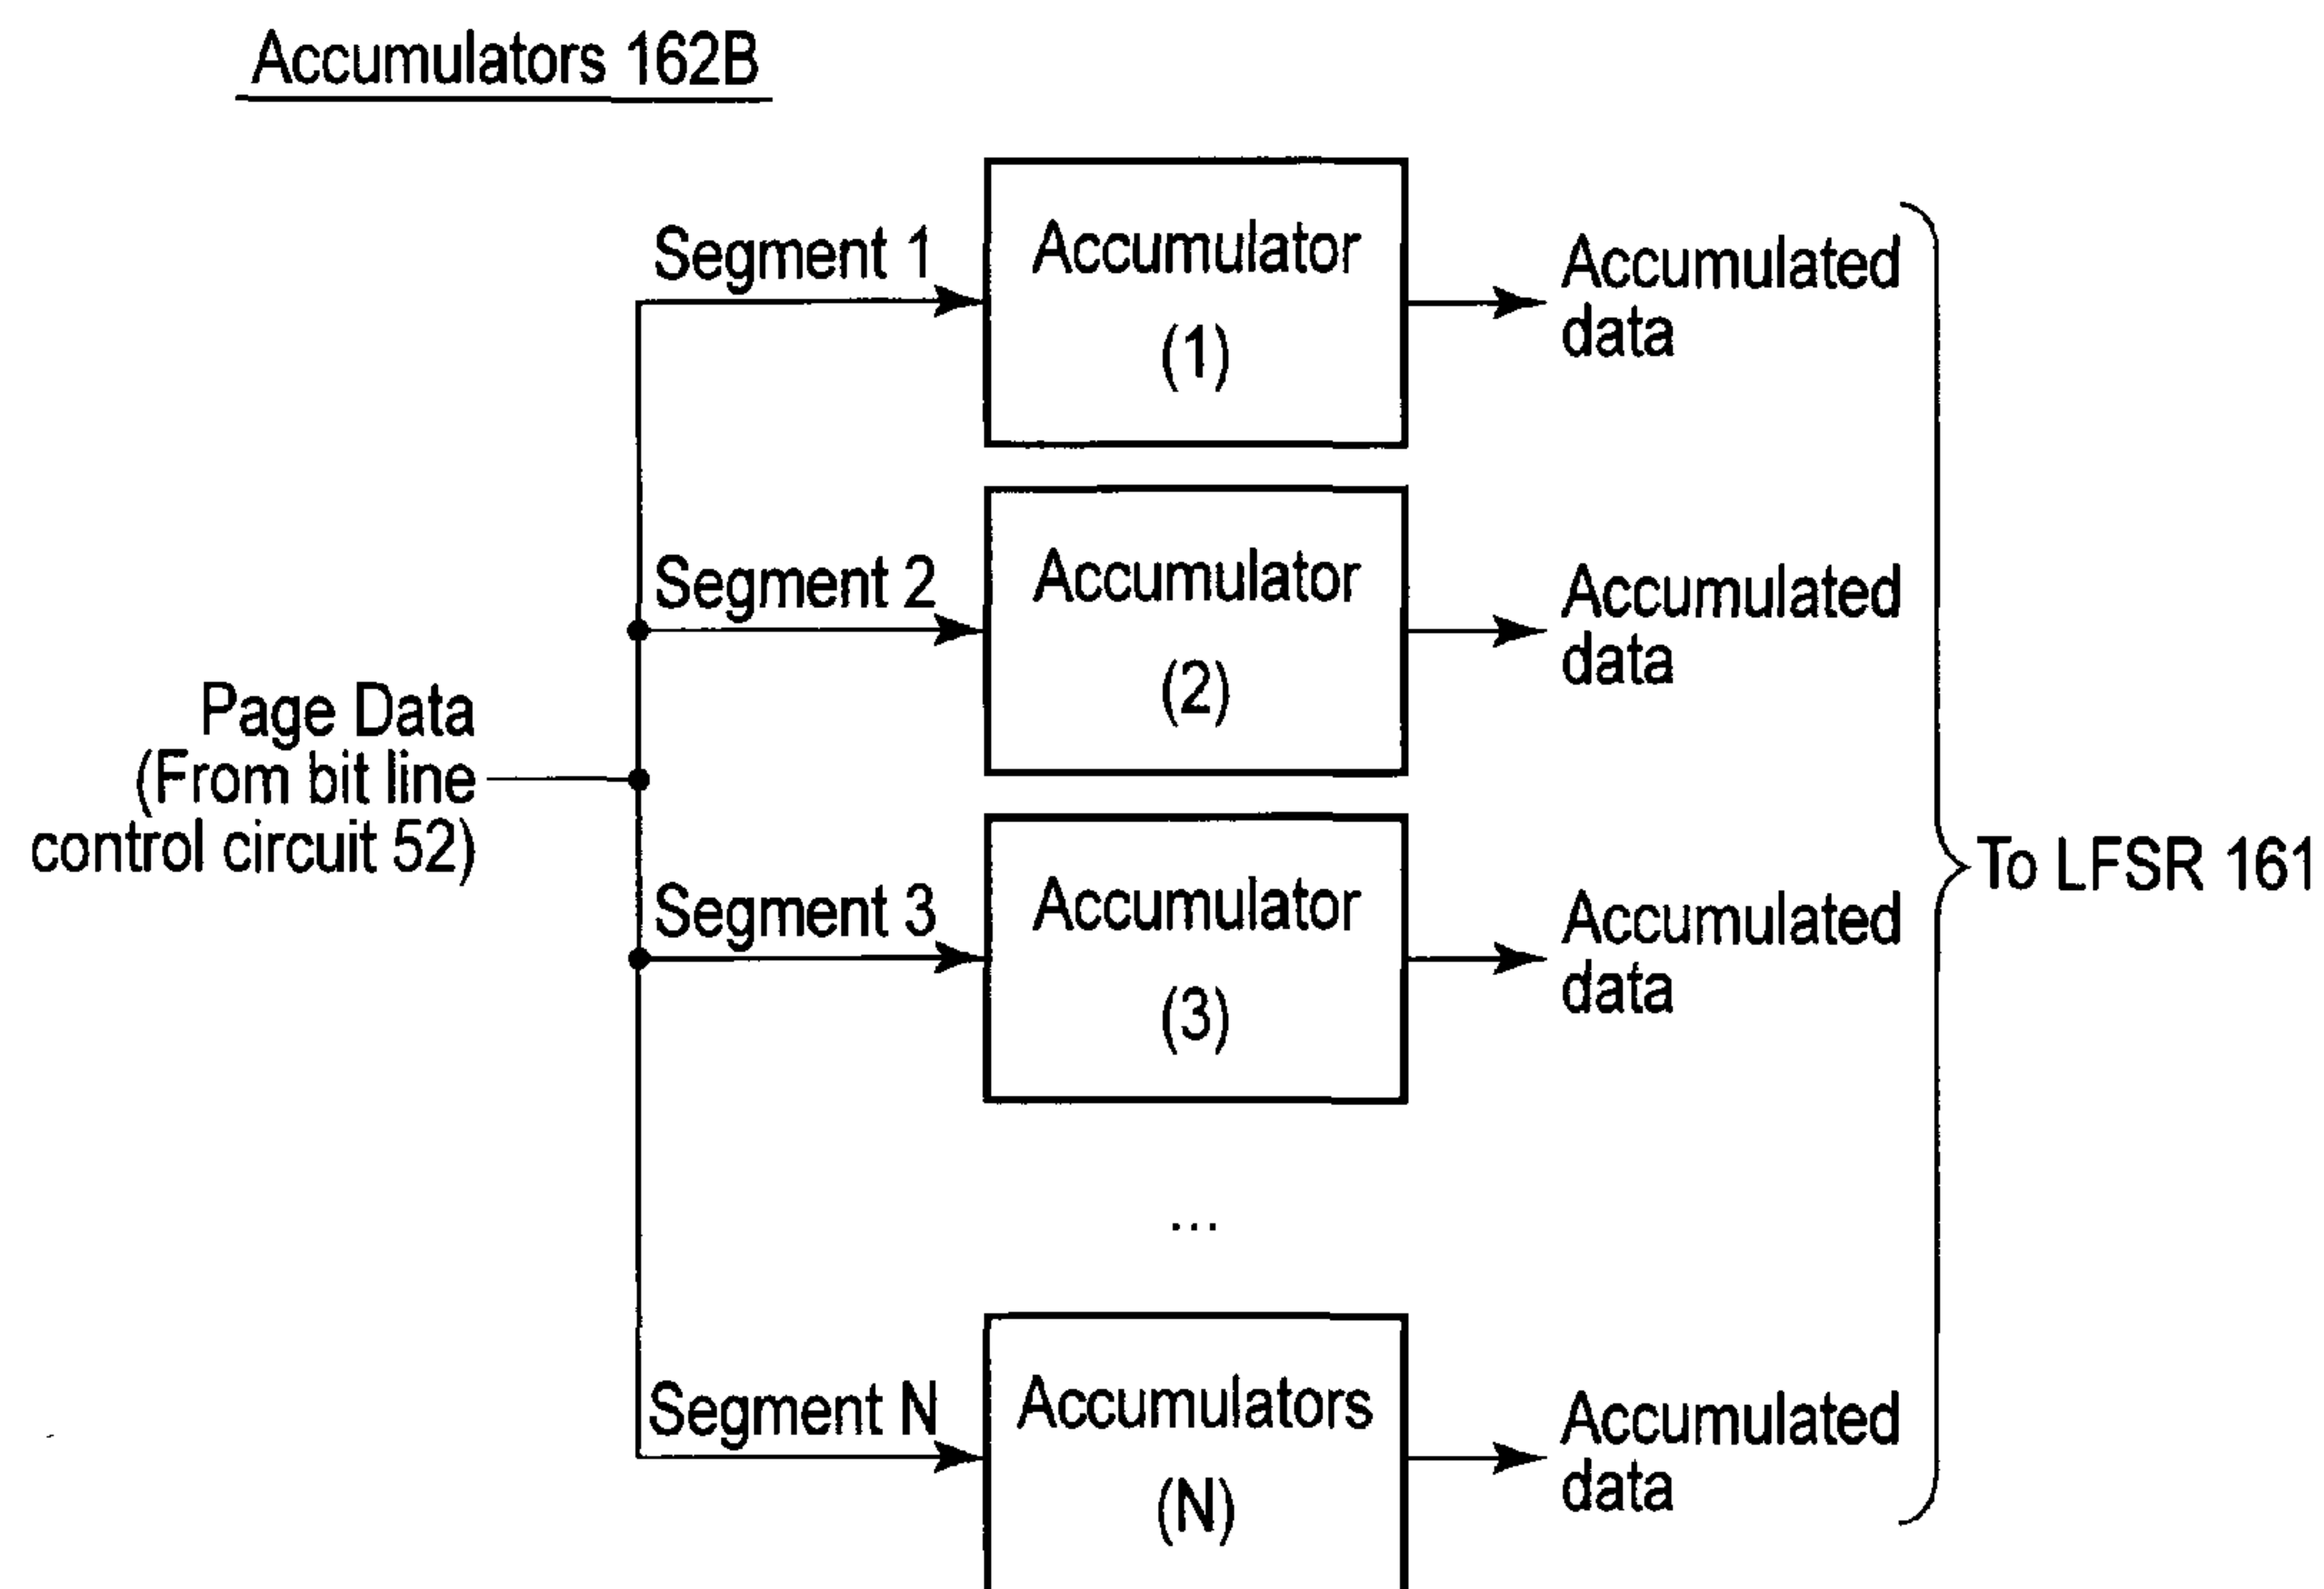 Accumulators 162B
Segment 1
Accumulator
(1)
Accumulated
data
Segment 2
Accumulator
(2)
Accumulated
data
Page Data
(From bit line
control circuit 52)
Segment 3
Accumulator
(3)
Accumulated
data
To LFSR 161
...
Segment N
Accumulators
(N)
Accumulated
data